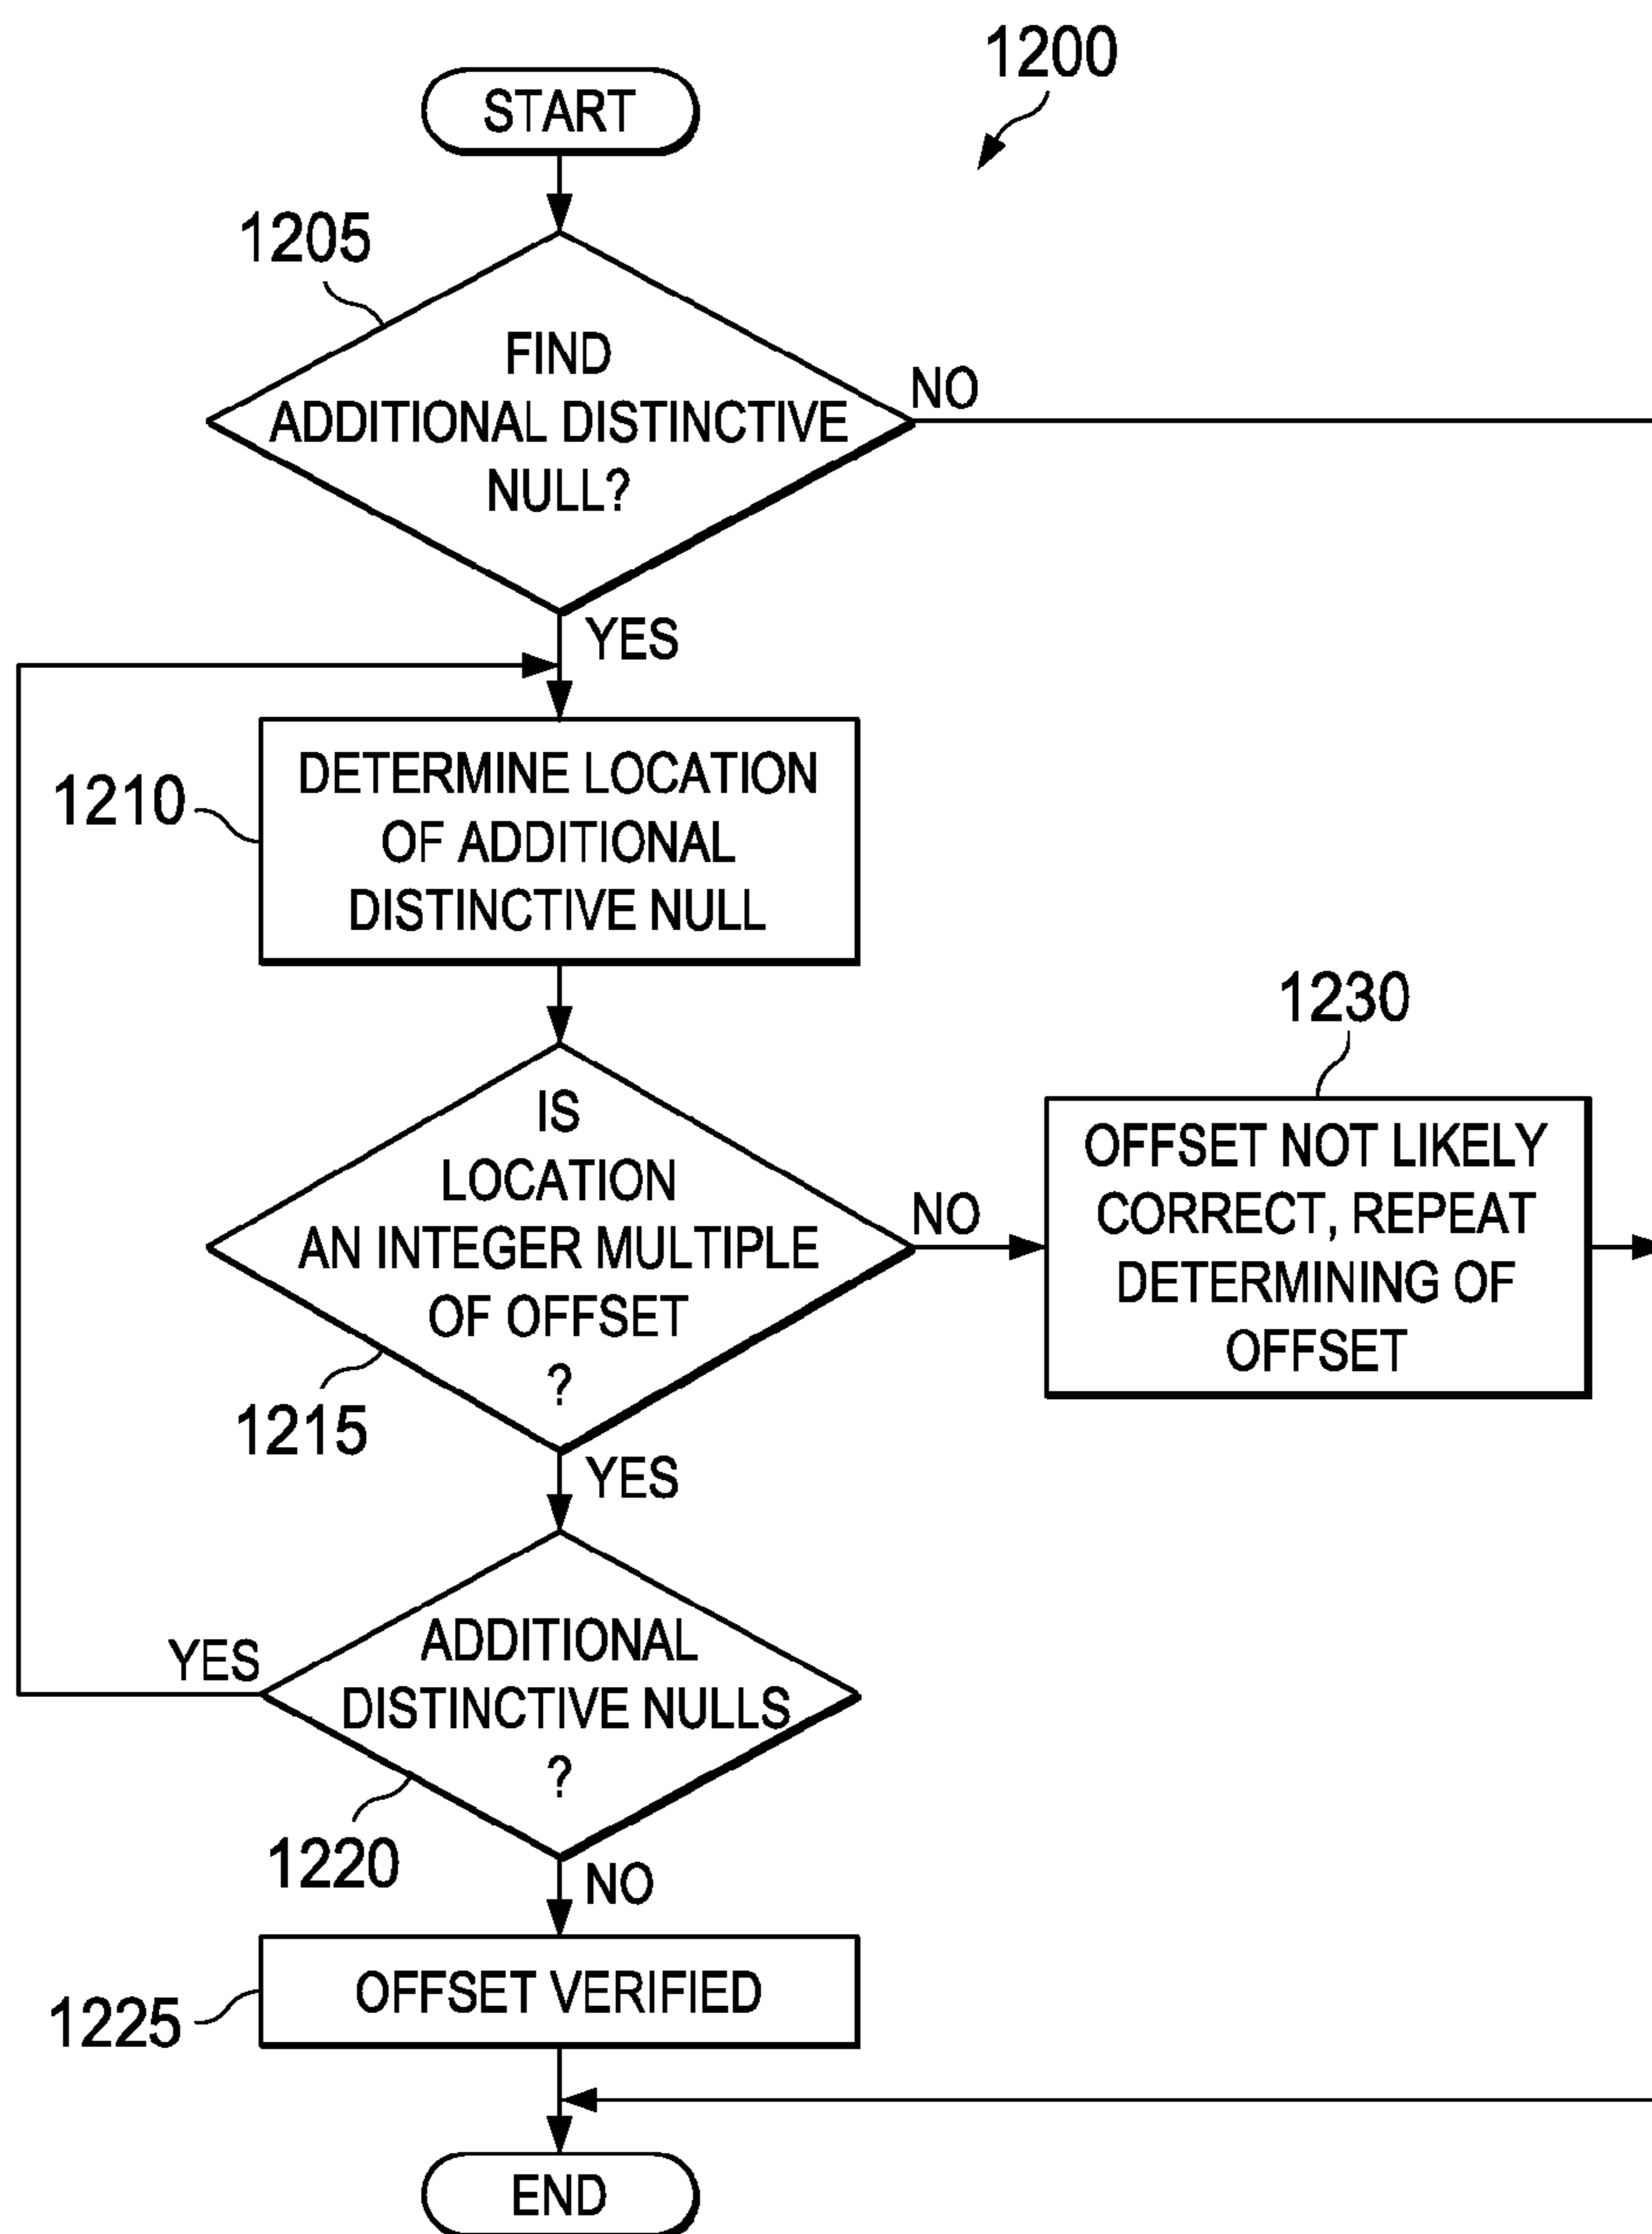 1200
START
1205
FIND
ADDITIONAL DISTINCTIVE
NULL?
NO
YES
1210
DETERMINE LOCATION
OF ADDITIONAL
DISTINCTIVE NULL
1215
IS
LOCATION
AN INTEGER MULTIPLE
OF OFFSET
?
NO
1230
OFFSET NOT LIKELY
CORRECT, REPEAT
DETERMINING OF
OFFSET
YES
1220
ADDITIONAL
DISTINCTIVE NULLS
?
YES
NO
1225
OFFSET VERIFIED
END